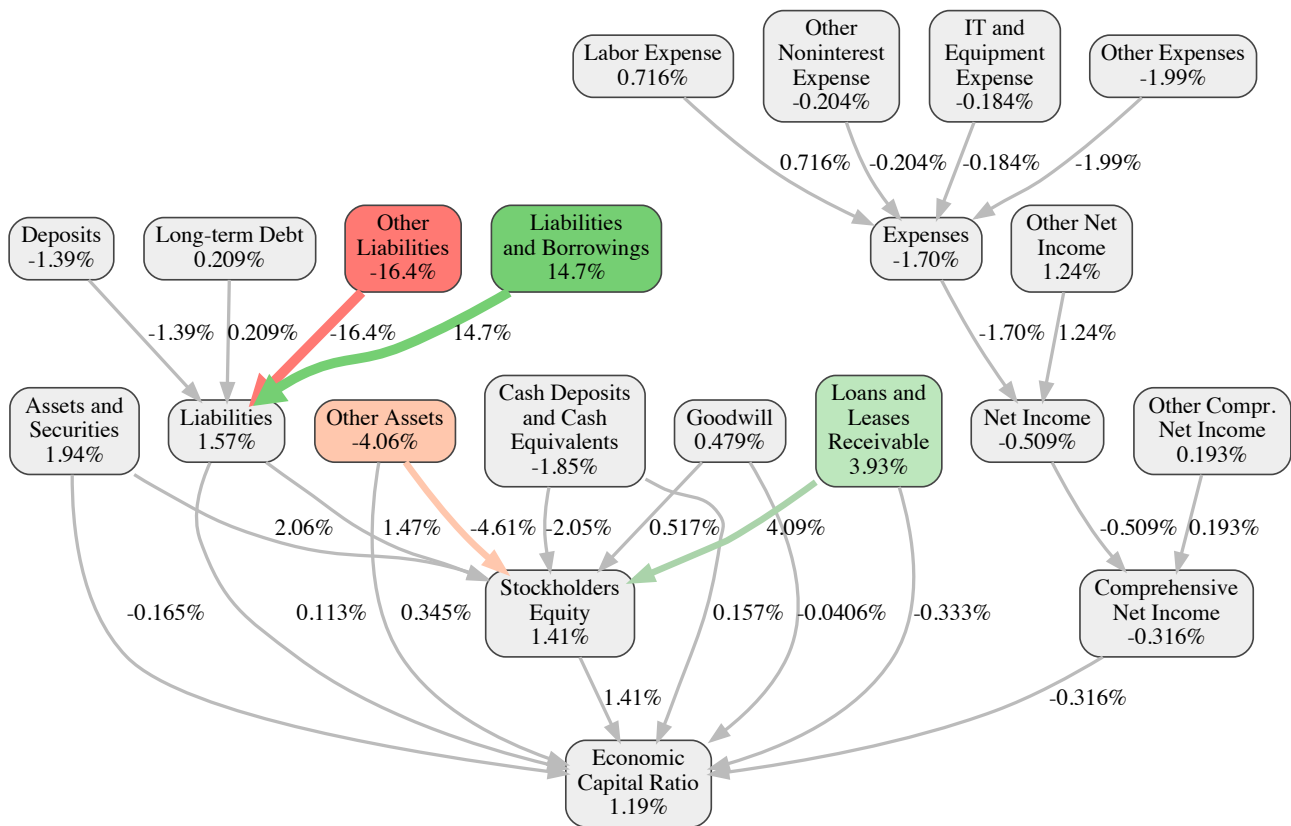 Labor Expense
0.716%
Other
Noninterest
Expense
-0.204%
IT and
Equipment
Expense
-0.184%
Other Expenses
-1.99%
0.716%
-0.204%
-0.184%
-1.99%
Deposits
-1.39%
Long-term Debt
0.209%
Other
Liabilities
-16.4%
Liabilities
and Borrowings
14.7%
Expenses
-1.70%
Other Net
Income
1.24%
-1.39%
0.209%
-16.4%
14.7%
-1.70%
1.24%
Assets and
Securities
1.94%
Liabilities
1.57%
Other Assets
-4.06%
Cash Deposits
and Cash
Equivalents
-1.85%
Goodwill
0.479%
Loans and
Leases
Receivable
3.93%
Net Income
-0.509%
Other Compr.
Net Income
0.193%
2.06%
1.47%
-4.61%
-2.05%
0.517%
4.09%
-0.509%
0.193%
Stockholders
Equity
1.41%
Comprehensive
Net Income
-0.316%
-0.165%
0.113%
0.345%
0.157%
-0.0406%
-0.333%
1.41%
-0.316%
Economic
Capital Ratio
1.19%